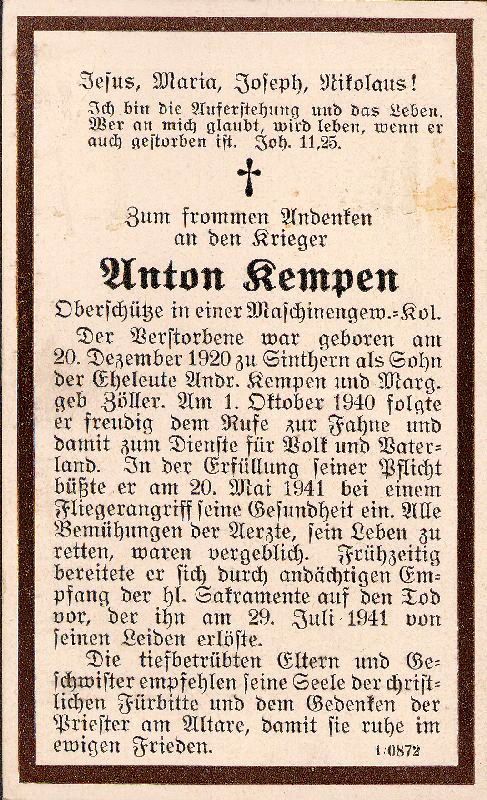 Jesus, Maria, Joseph, Nikolaus!
Ich bin die Auferstehung und das Leben.
Wer an mich glaubt, wird leben, wenn er
auch gestorben ist. Joh. 11,25.
Zum frommen Andenken
an den Krieger
Anton Kempen
Oberschütze in einer Maschinengew.-Kol.
Der Verstorbene war geboren am
20. Dezember 1920 zu Sinthern als Sohn
der Eheleute Andr. Kempen und Marg.
geb Zöller. Am 1. Oktober 1940 folgte
er freudig dem Rufe zur Fahne und
damit zum Dienste für Volk und Vater-
land. In der Erfüllung seiner Pflicht
büßte er am 20. Mai 1941 bei einem
Fliegerangriff seine Gesundheit ein. Alle
Bemühungen der Aerzte, sein Leben zu
retten, waren vergeblich. Frühzeitig
bereitete er sich durch andächtigen Em-
pfang der hl. Sakramente auf den Tod
vor, der ihn am 29. Juli 1941 von
seinen Leiden erlöste.
Die tiefbetrübten Eltern und Ge-
schwister empfehlen seine Seele der christ-
lichen Fürbitte und dem Gedenken der
Priester am Altare, damit sie ruhe im
ewigen Frieden.
1:0872